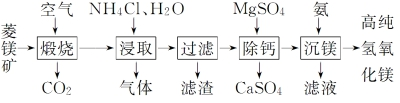 空气 NH₄Cl、H₂O MgSO₄ 氨
菱镁矿 煅烧 浸取 过滤 除钙 沉镁 高纯氢氧化镁
CO₂ 气体 滤渣 CaSO₄ 滤液